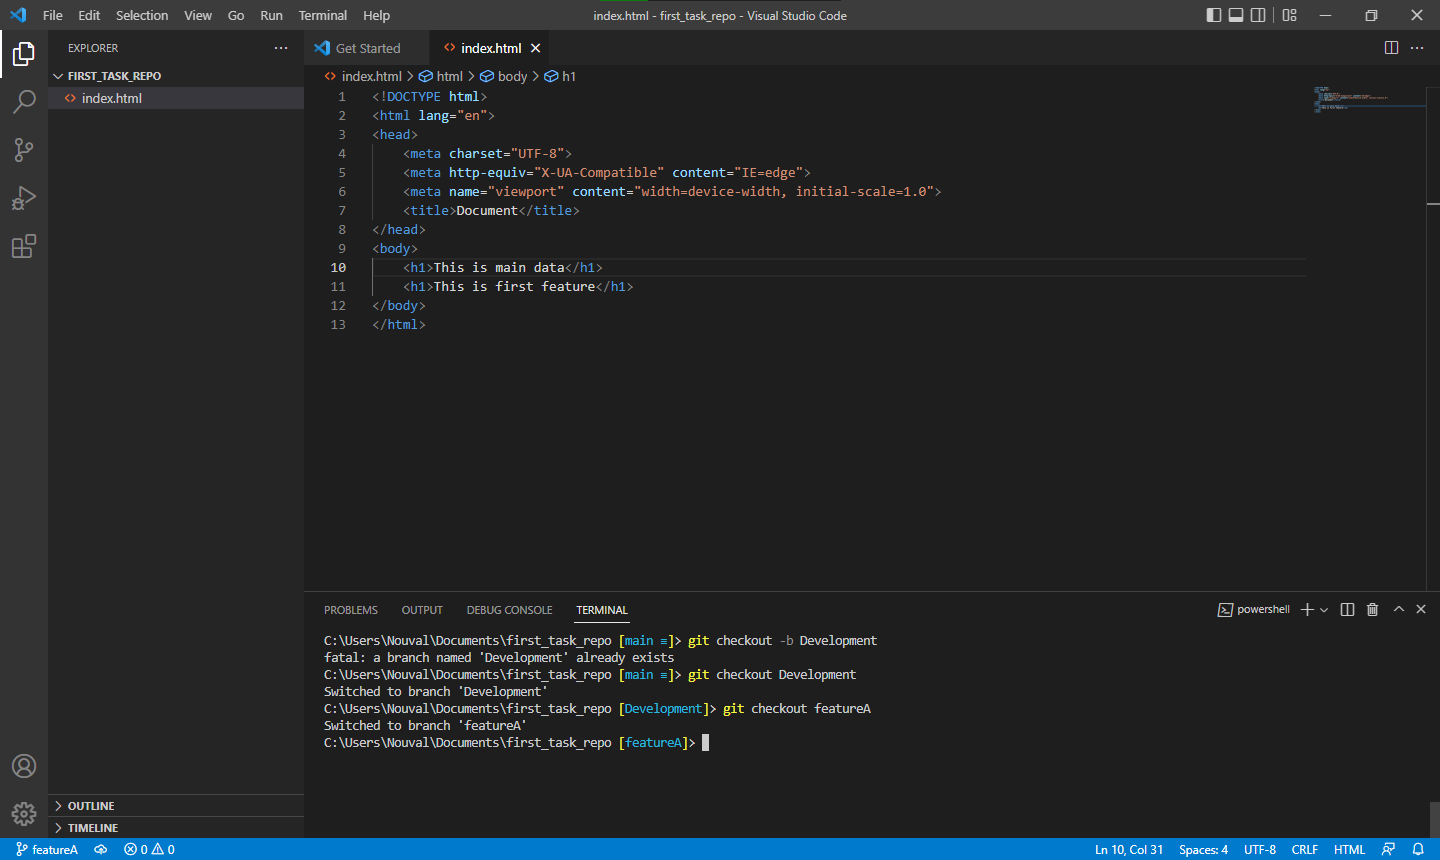 File Edit Selection View Go Run Terminal Help index.html - first_task_repo - Visual Studio Code
EXPLORER
FIRST_TASK_REPO
index.html
OUTLINE
TIMELINE
Get Started index.html
index.html > html > body > h1
1 <!DOCTYPE html>
2 <html lang="en">
3 <head>
4 <meta charset="UTF-8">
5 <meta http-equiv="X-UA-Compatible" content="IE=edge">
6 <meta name="viewport" content="width=device-width, initial-scale=1.0">
7 <title>Document</title>
8 </head>
9 <body>
10 <h1>This is main data</h1>
11 <h1>This is first feature</h1>
12 </body>
13 </html>
PROBLEMS OUTPUT DEBUG CONSOLE TERMINAL powershell
C:\Users\Nouval\Documents\first_task_repo [main ≡]> git checkout -b Development
fatal: a branch named 'Development' already exists
C:\Users\Nouval\Documents\first_task_repo [main ≡]> git checkout Development
Switched to branch 'Development'
C:\Users\Nouval\Documents\first_task_repo [Development]> git checkout featureA
Switched to branch 'featureA'
C:\Users\Nouval\Documents\first_task_repo [featureA]>
featureA 0 0 Ln 10, Col 31 Spaces: 4 UTF-8 CRLF HTML